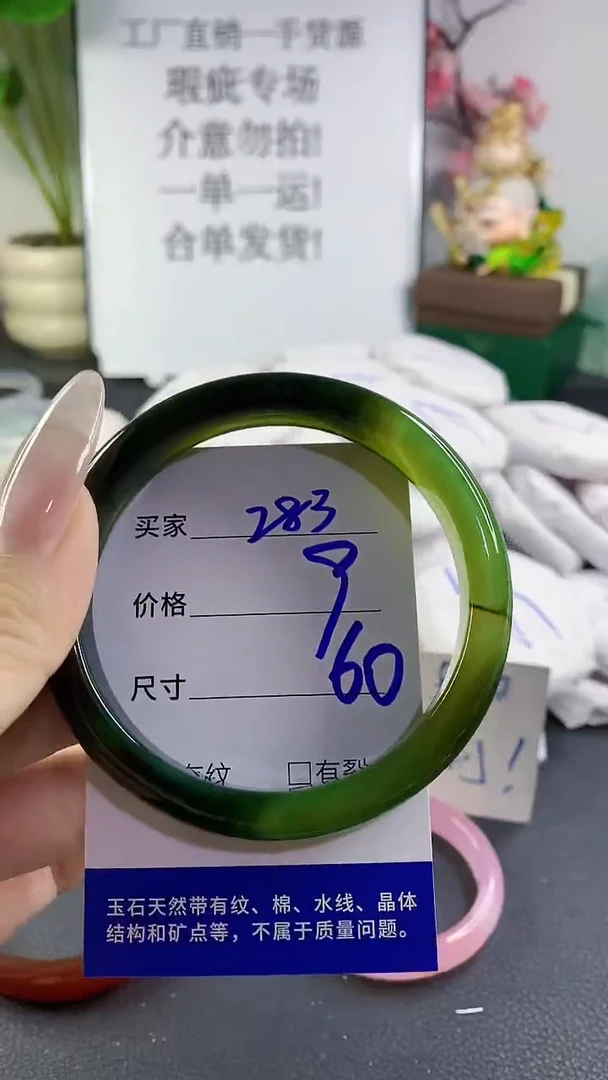 工厂直销一手货源
瑕疵专场
介意勿拍!
一单一运!
合单发货!
买家 283
价格 9
尺寸 60
纹 □有裂
玉石天然带有纹、棉、水线、晶体
结构和矿点等，不属于质量问题。